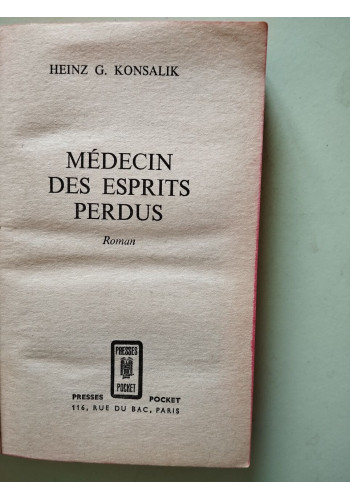 HEINZ G. KONSALIK
MÉDECIN
DES ESPRITS
PERDUS
Roman
PRESSES
POCKET
PRESSES POCKET
116, RUE DU BAC, PARIS